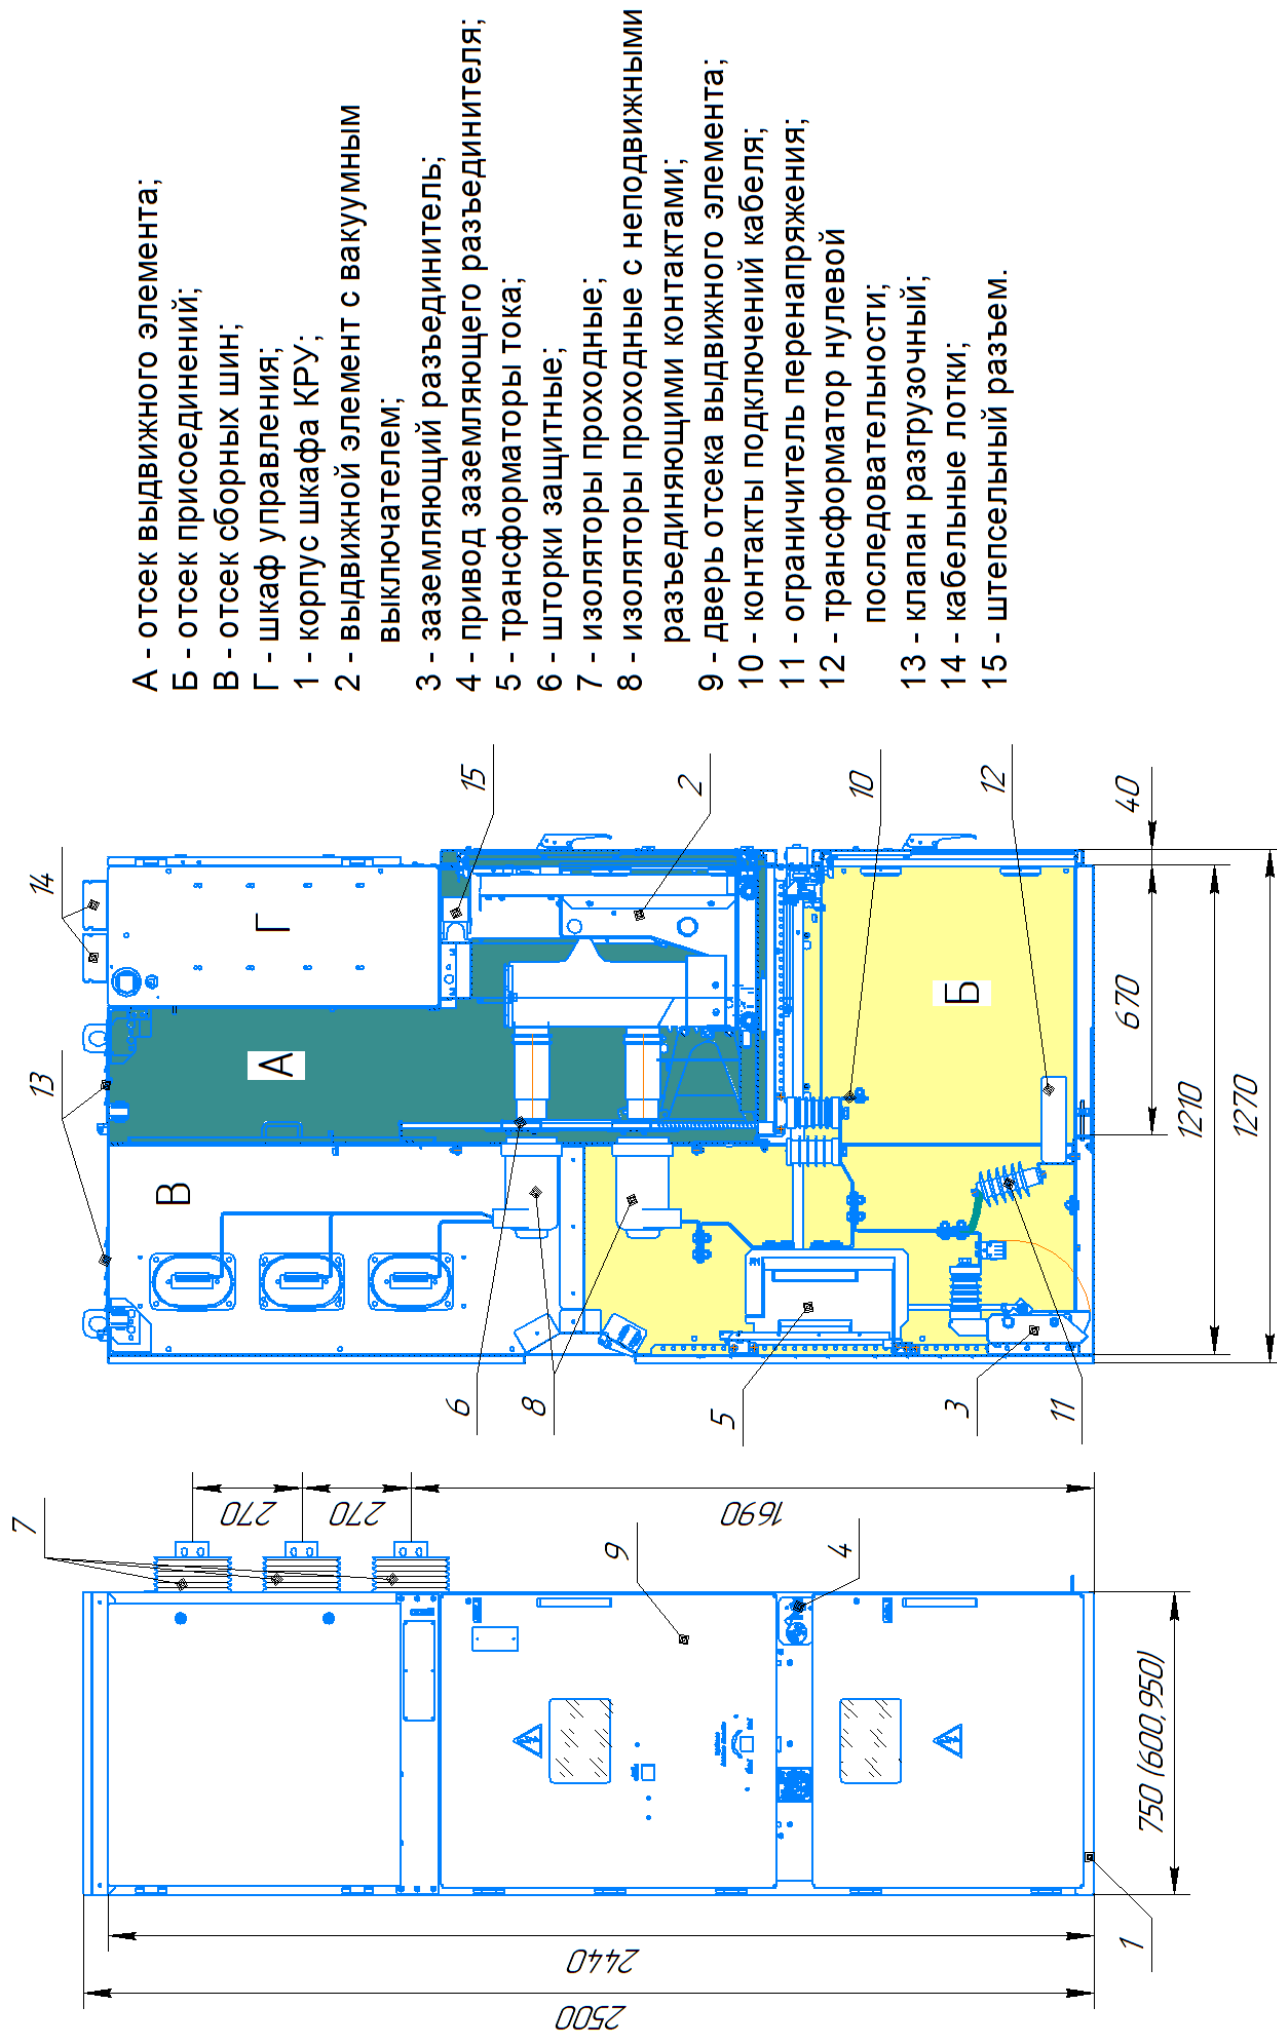 А - отсек выдвижного элемента;
Б - отсек присоединений;
В - отсек сборных шин;
Г - шкаф управления;
1 - корпус шкафа КРУ;
2 - выдвижной элемент с вакуумным
выключателем;
3 - заземляющий разъединитель;
4 - привод заземляющего разъединителя;
5 - трансформаторы тока;
6 - шторки защитные;
7 - изоляторы проходные;
8 - изоляторы проходные с неподвижными
разъединяющими контактами;
9 - дверь отсека выдвижного элемента;
10 - контакты подключений кабеля;
11 - ограничитель перенапряжения;
12 - трансформатор нулевой
последовательности;
13 - клапан разгрузочный;
14 - кабельные лотки;
15 - штепсельный разъем.
13
14
В
А
Г
Б
15
2
10
12
6
8
5
3
11
40
670
1210
1270
7
270
270
1690
9
4
1
750 (600,950)
2440
2500